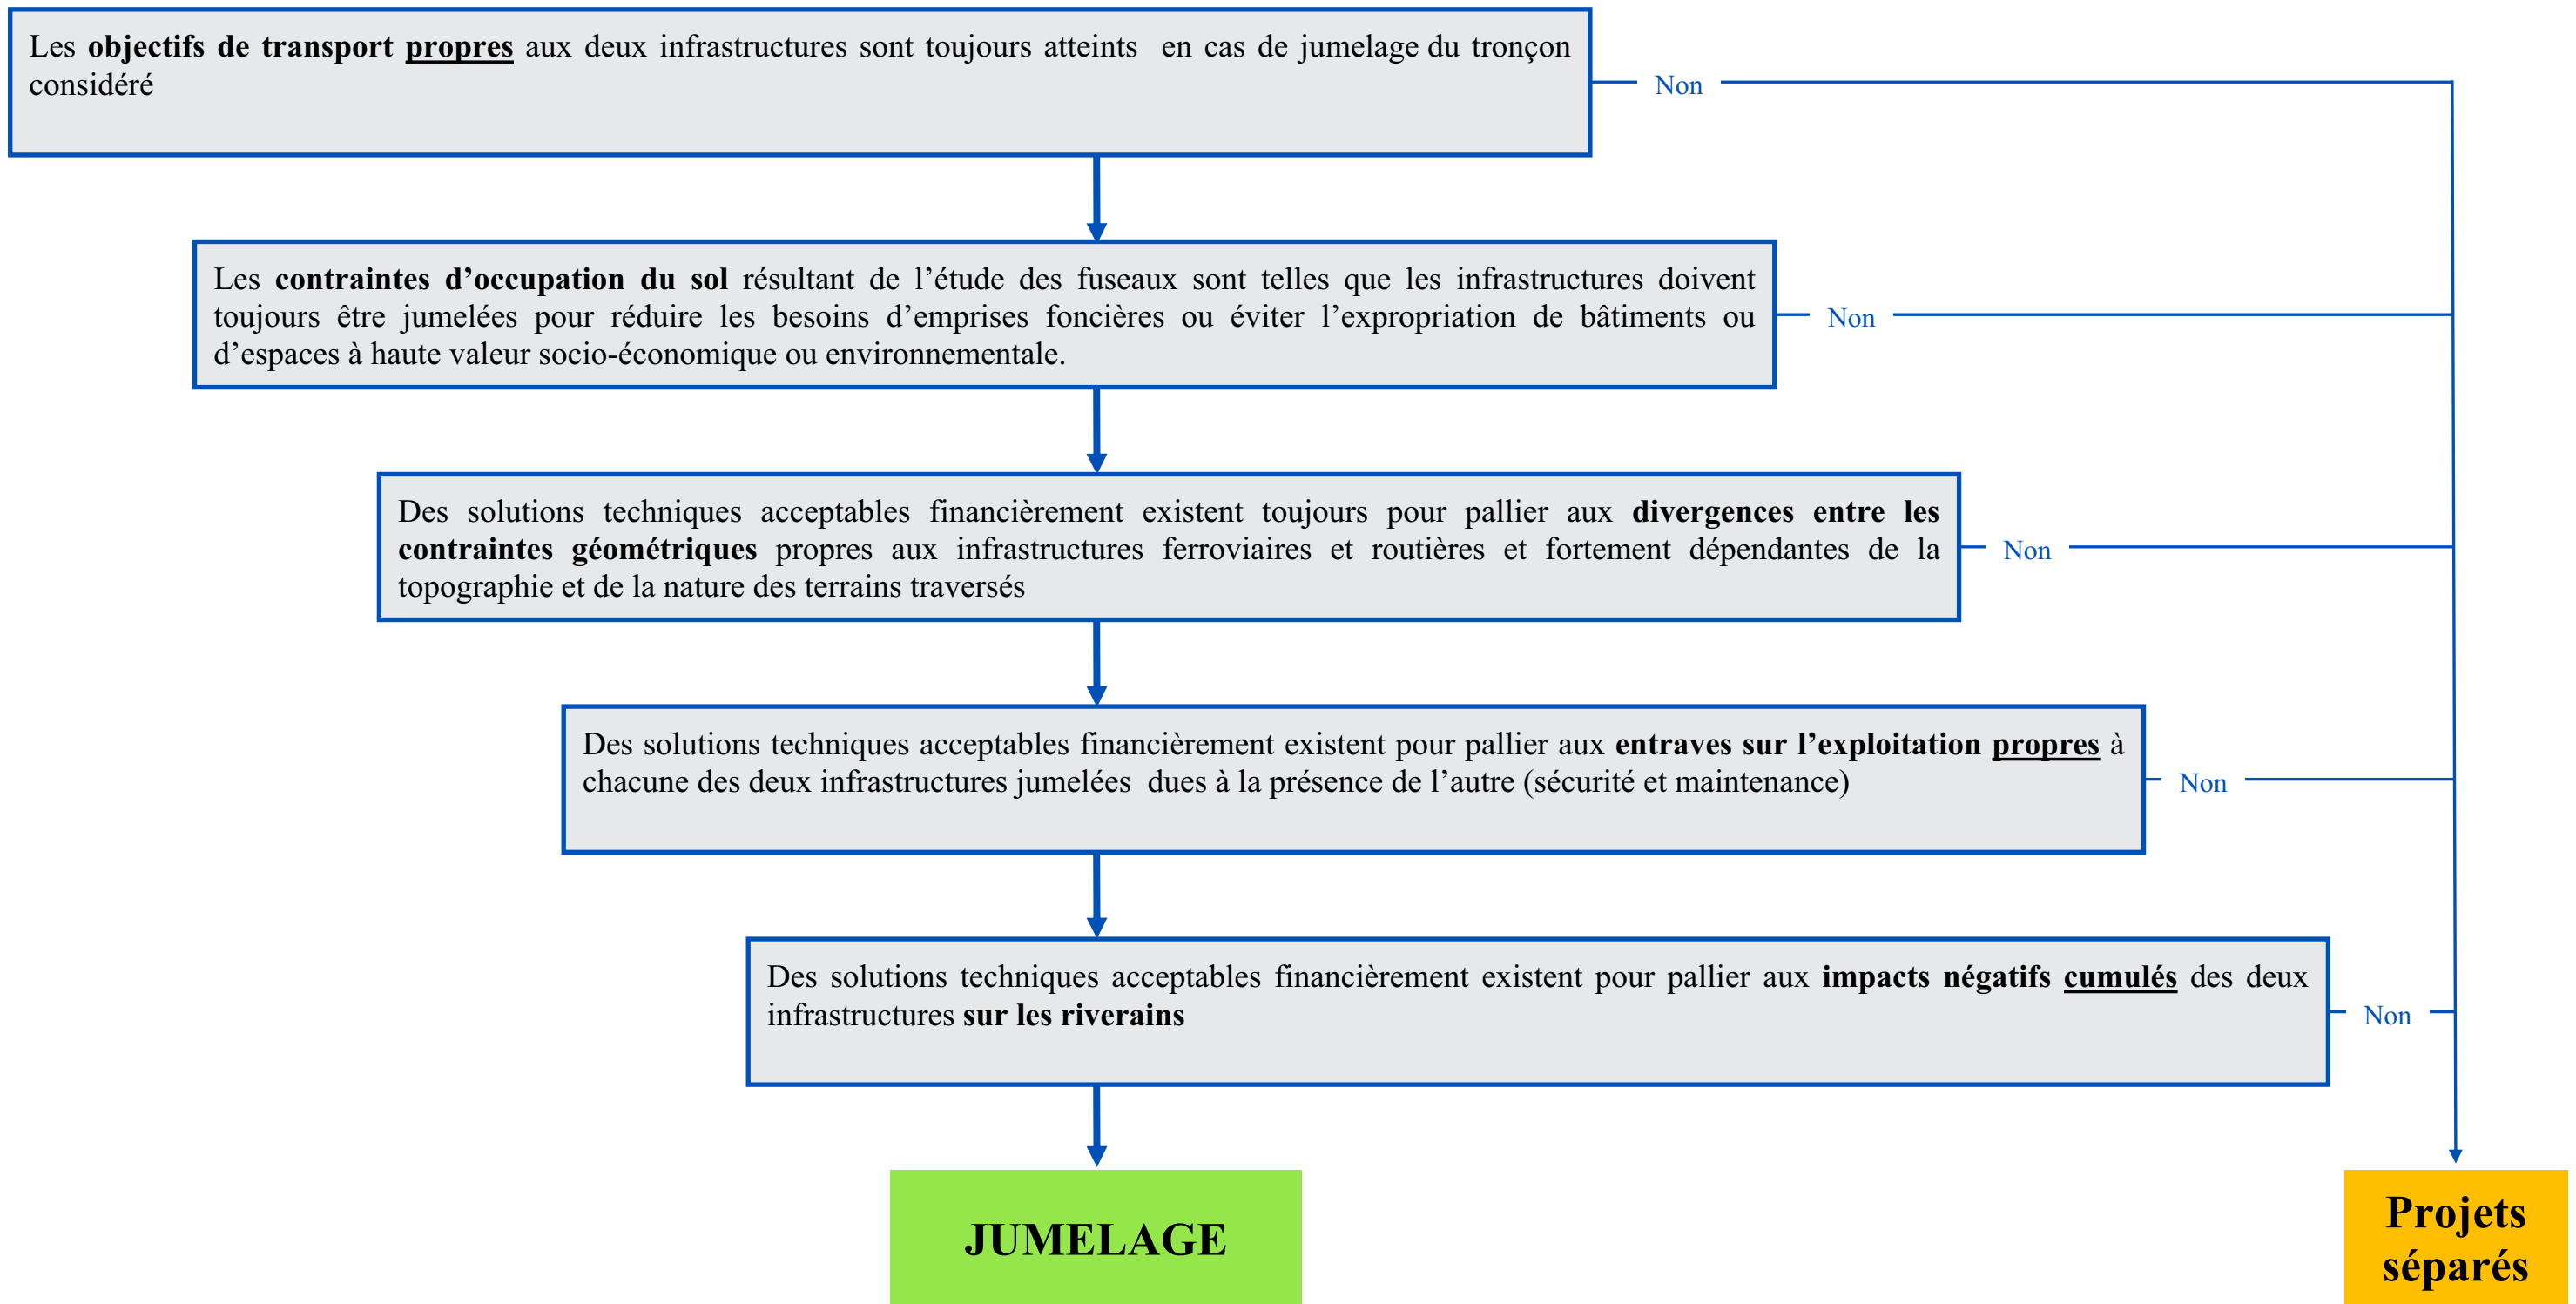 Les objectifs de transport propres aux deux infrastructures sont toujours atteints en cas de jumelage du tronçon
considéré
Non
Les contraintes d’occupation du sol résultant de l’étude des fuseaux sont telles que les infrastructures doivent
toujours être jumelées pour réduire les besoins d’emprises foncières ou éviter l’expropriation de bâtiments ou
d’espaces à haute valeur socio-économique ou environnementale.
Non
Des solutions techniques acceptables financièrement existent toujours pour pallier aux divergences entre les
contraintes géométriques propres aux infrastructures ferroviaires et routières et fortement dépendantes de la
topographie et de la nature des terrains traversés
Non
Des solutions techniques acceptables financièrement existent pour pallier aux entraves sur l’exploitation propres à
chacune des deux infrastructures jumelées dues à la présence de l’autre (sécurité et maintenance)
Non
Des solutions techniques acceptables financièrement existent pour pallier aux impacts négatifs cumulés des deux
infrastructures sur les riverains
Non
JUMELAGE
Projets
séparés